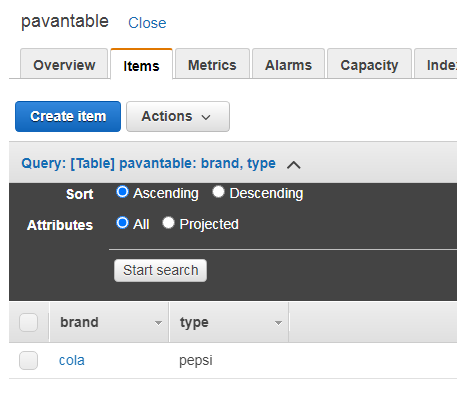 pavantable Close
Overview Items Metrics Alarms Capacity Inde
Create item Actions
Query: [Table] pavantable: brand, type
Sort Ascending Descending
Attributes All Projected
Start search
brand type
cola pepsi